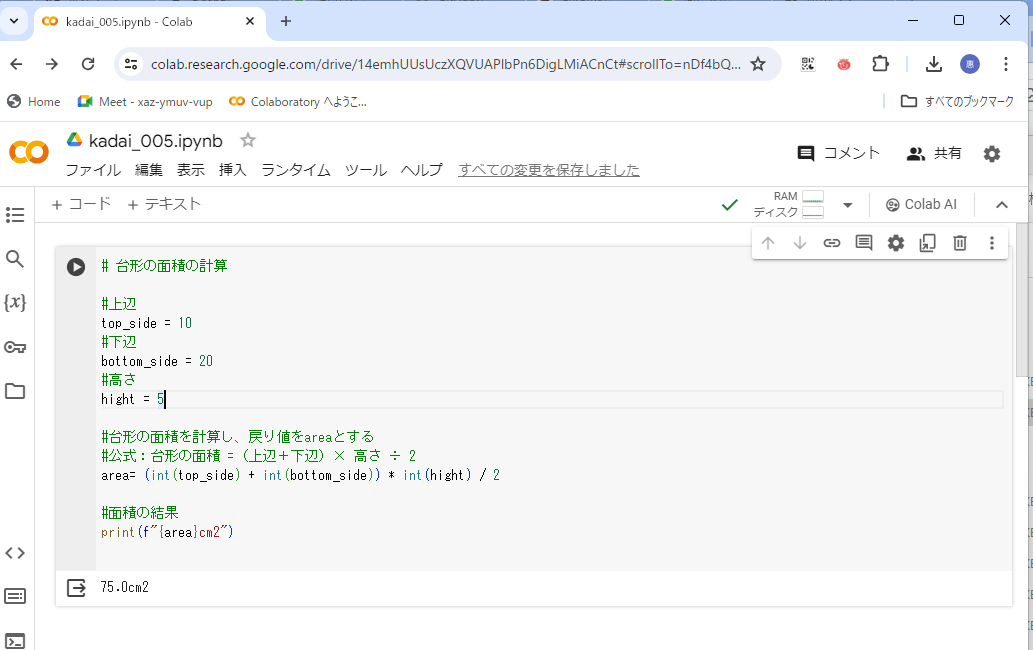 kadai_005.ipynb - Colab
colab.research.google.com/drive/14emhUUsUczXQVUAPIbPn6DigLMiACnCt#scrollTo=nDf4bQ...
恵
Home
Meet - xaz-ymuv-vup
Colaboratory へようこ...
すべてのブックマーク
kadai_005.ipynb
コメント
共有
ファイル 編集 表示 挿入 ランタイム ツール ヘルプ すべての変更を保存しました
+ コード + テキスト
RAM
ディスク
Colab AI
{x}
# 台形の面積の計算
#上辺
top_side = 10
#下辺
bottom_side = 20
#高さ
hight = 5
#台形の面積を計算し、戻り値をareaとする
#公式：台形の面積 =（上辺＋下辺）× 高さ ÷ 2
area= (int(top_side) + int(bottom_side)) * int(hight) / 2
#面積の結果
print(f"{area}cm2")
75.0cm2